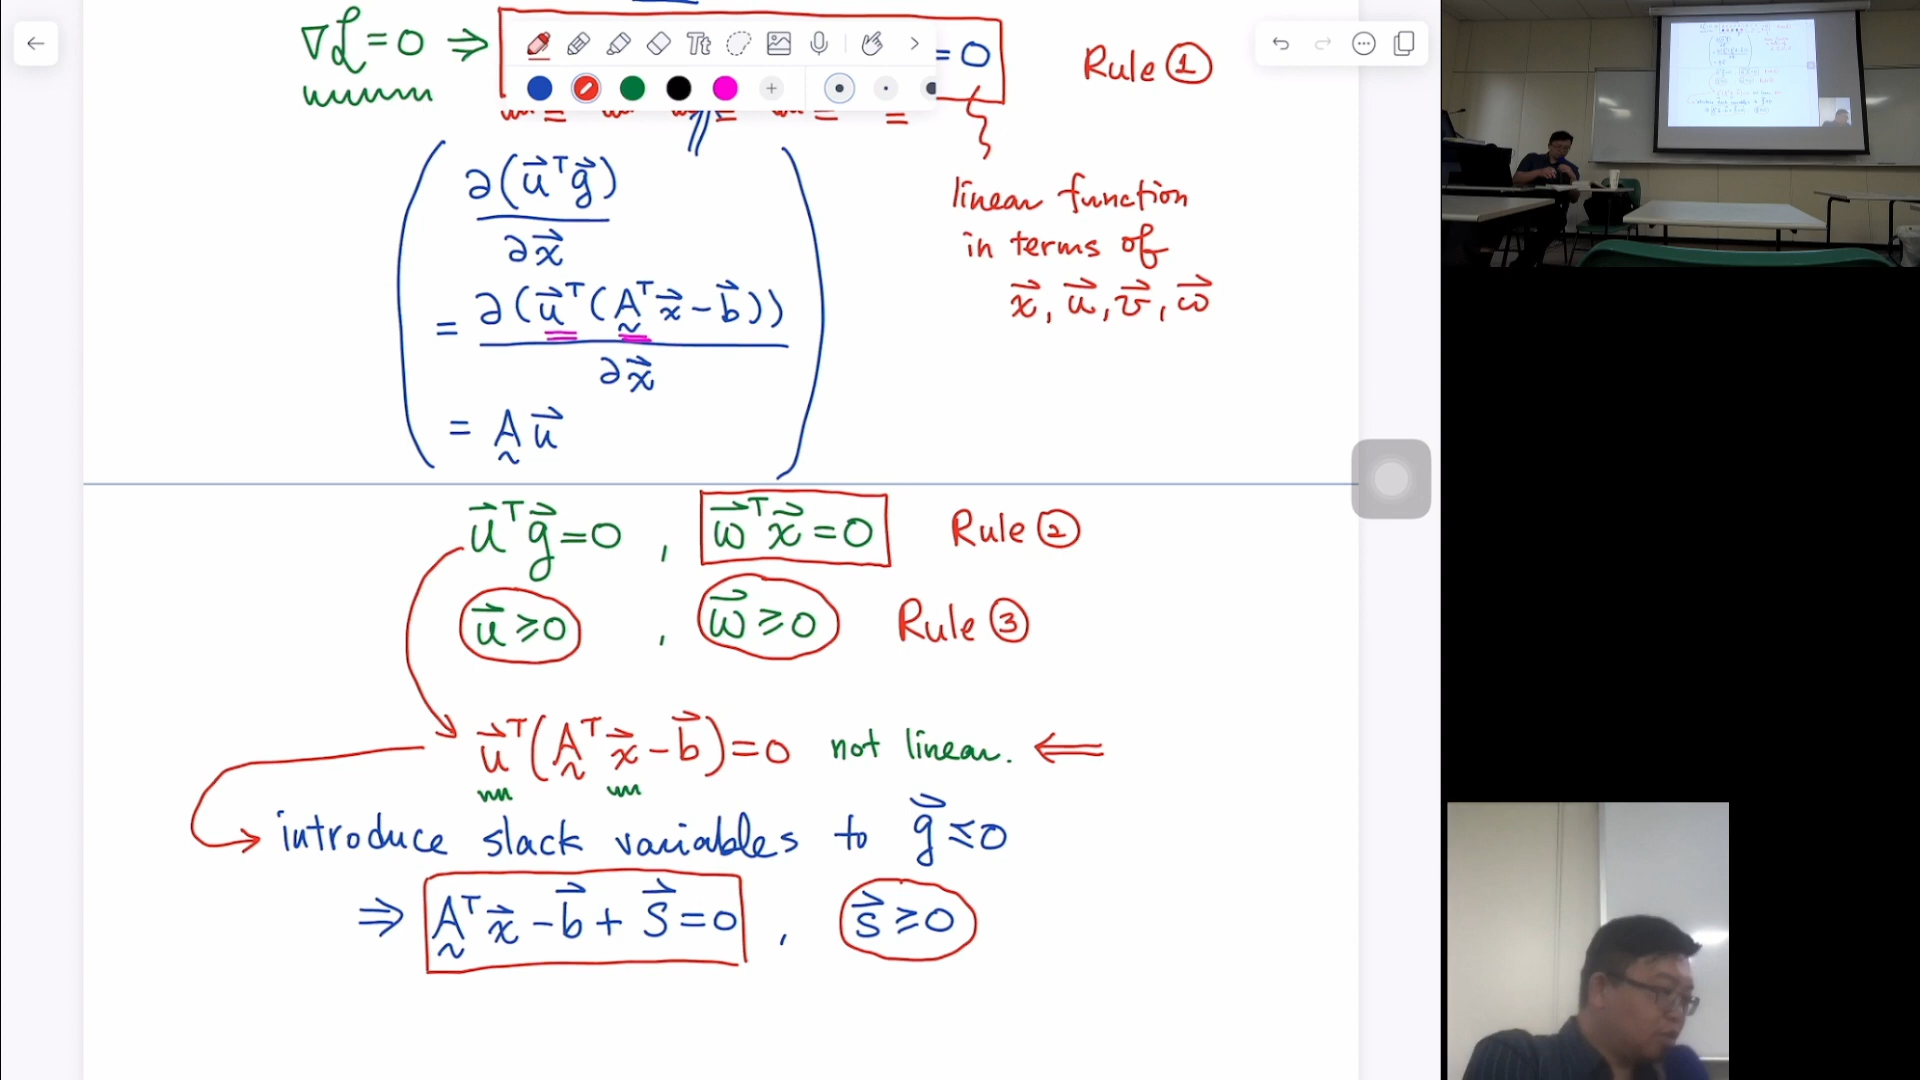 ∇ℒ = 0 ⇒ = 0 Rule ①
Tt
∂(u⃗ᵀg⃗)
∂x⃗
= ∂(u⃗ᵀ(Aᵀx⃗ − b⃗))
∂x⃗
= A u⃗
linear function
in terms of
x⃗, u⃗, v⃗, w⃗
u⃗ᵀg⃗ = 0 , w⃗ᵀx⃗ = 0 Rule ②
u⃗ ≥ 0 , w⃗ ≥ 0 Rule ③
u⃗ᵀ(Aᵀx⃗ − b⃗) = 0 not linear. ⇐
introduce slack variables to g⃗ ≤ 0
⇒ Aᵀx⃗ − b⃗ + s⃗ = 0 , s⃗ ≥ 0